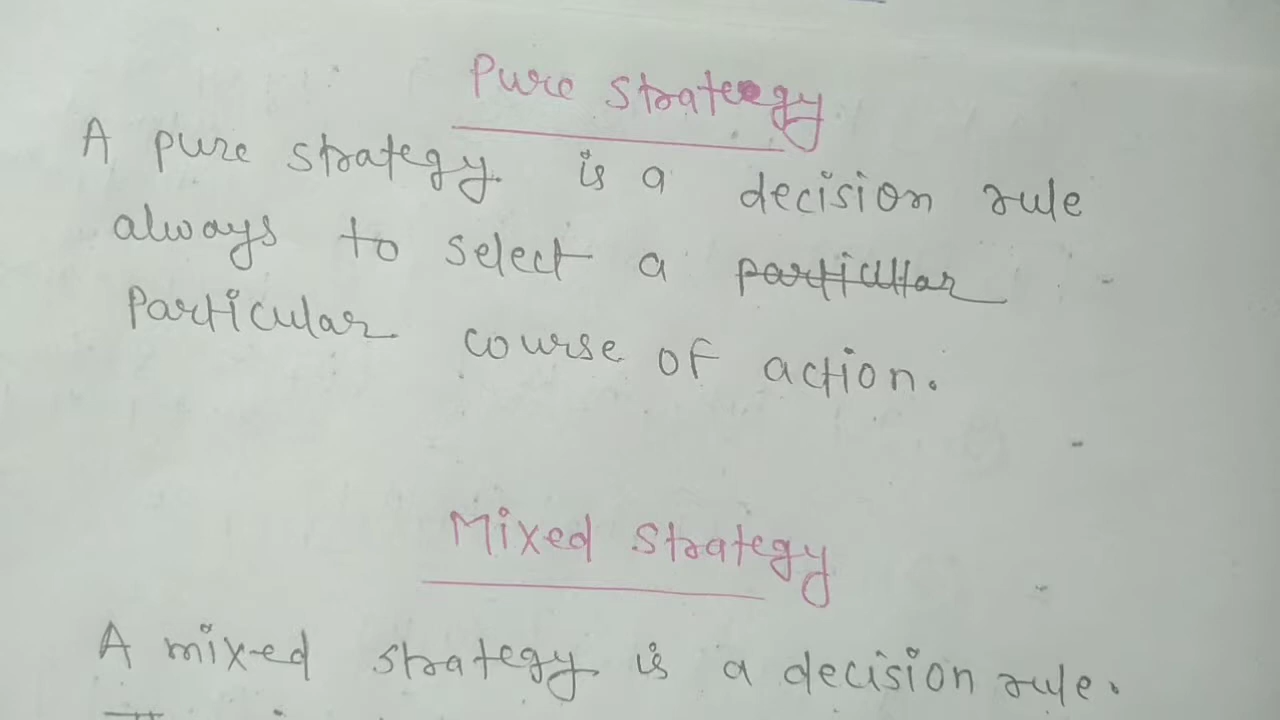 Pure Strategy
A pure strategy is a decision rule
always to select a particular
Particular course of action.
Mixed Strategy
A mixed strategy is a decision rule.